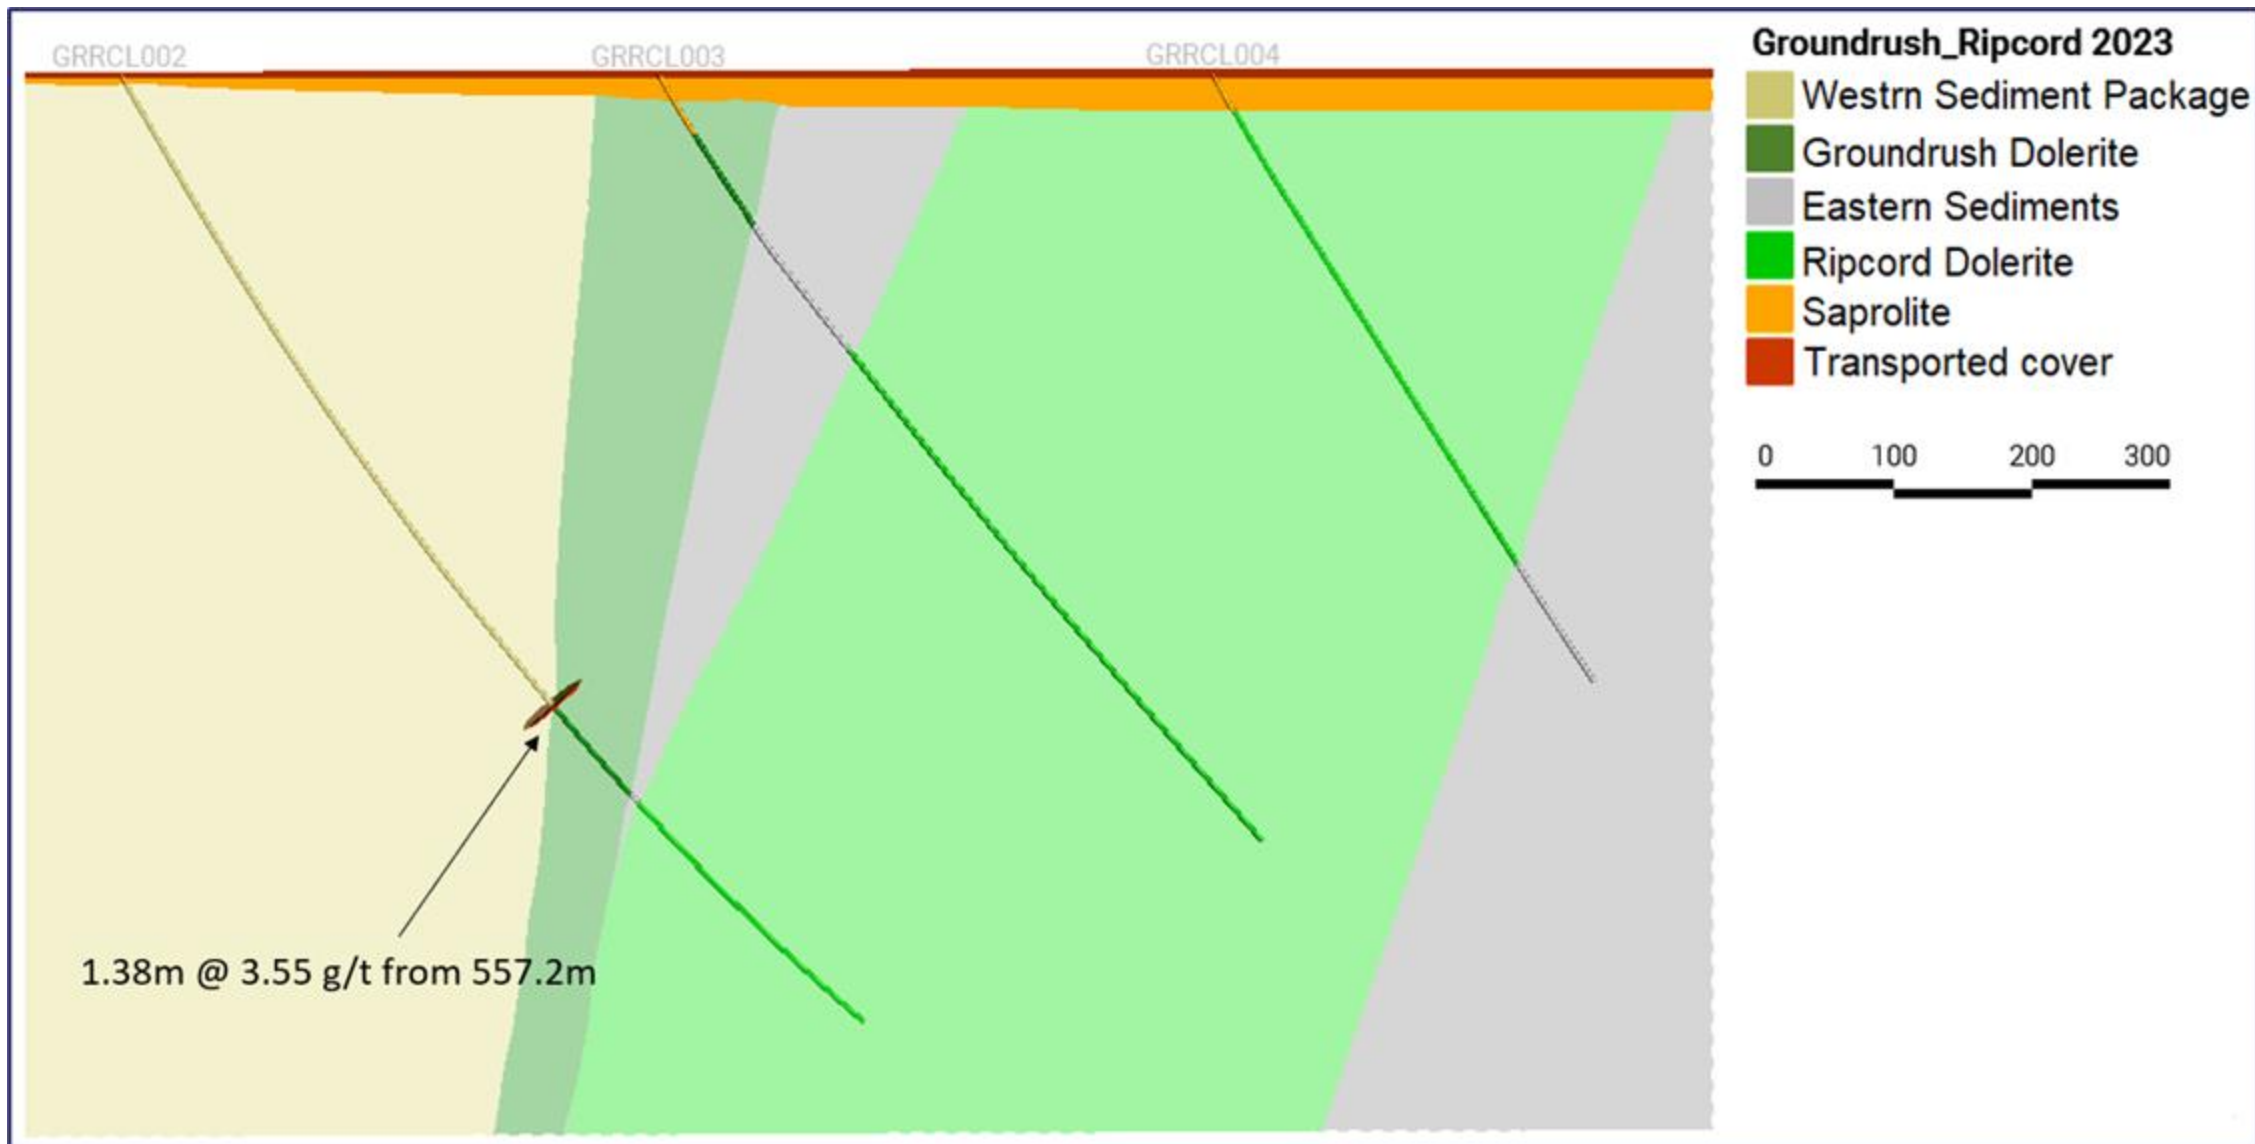 GRRCL002 GRRCL003 GRRCL004
Groundrush_Ripcord 2023
Westrn Sediment Package
Groundrush Dolerite
Eastern Sediments
Ripcord Dolerite
Saprolite
Transported cover
0 100 200 300
1.38m @ 3.55 g/t from 557.2m